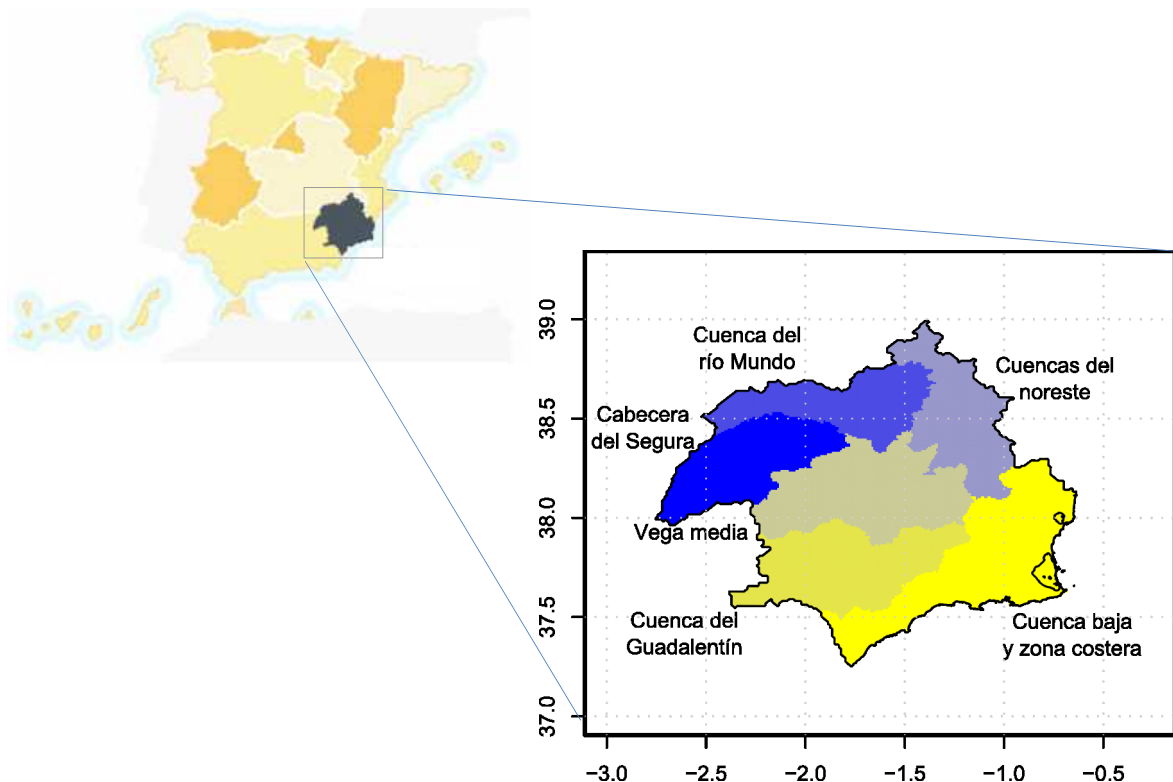 Cuenca del
río Mundo
Cuencas del
noreste
Cabecera
del Segura
Vega media
Cuenca del
Guadalentín
Cuenca baja
y zona costera
39.0
38.5
38.0
37.5
37.0
−3.0 −2.5 −2.0 −1.5 −1.0 −0.5